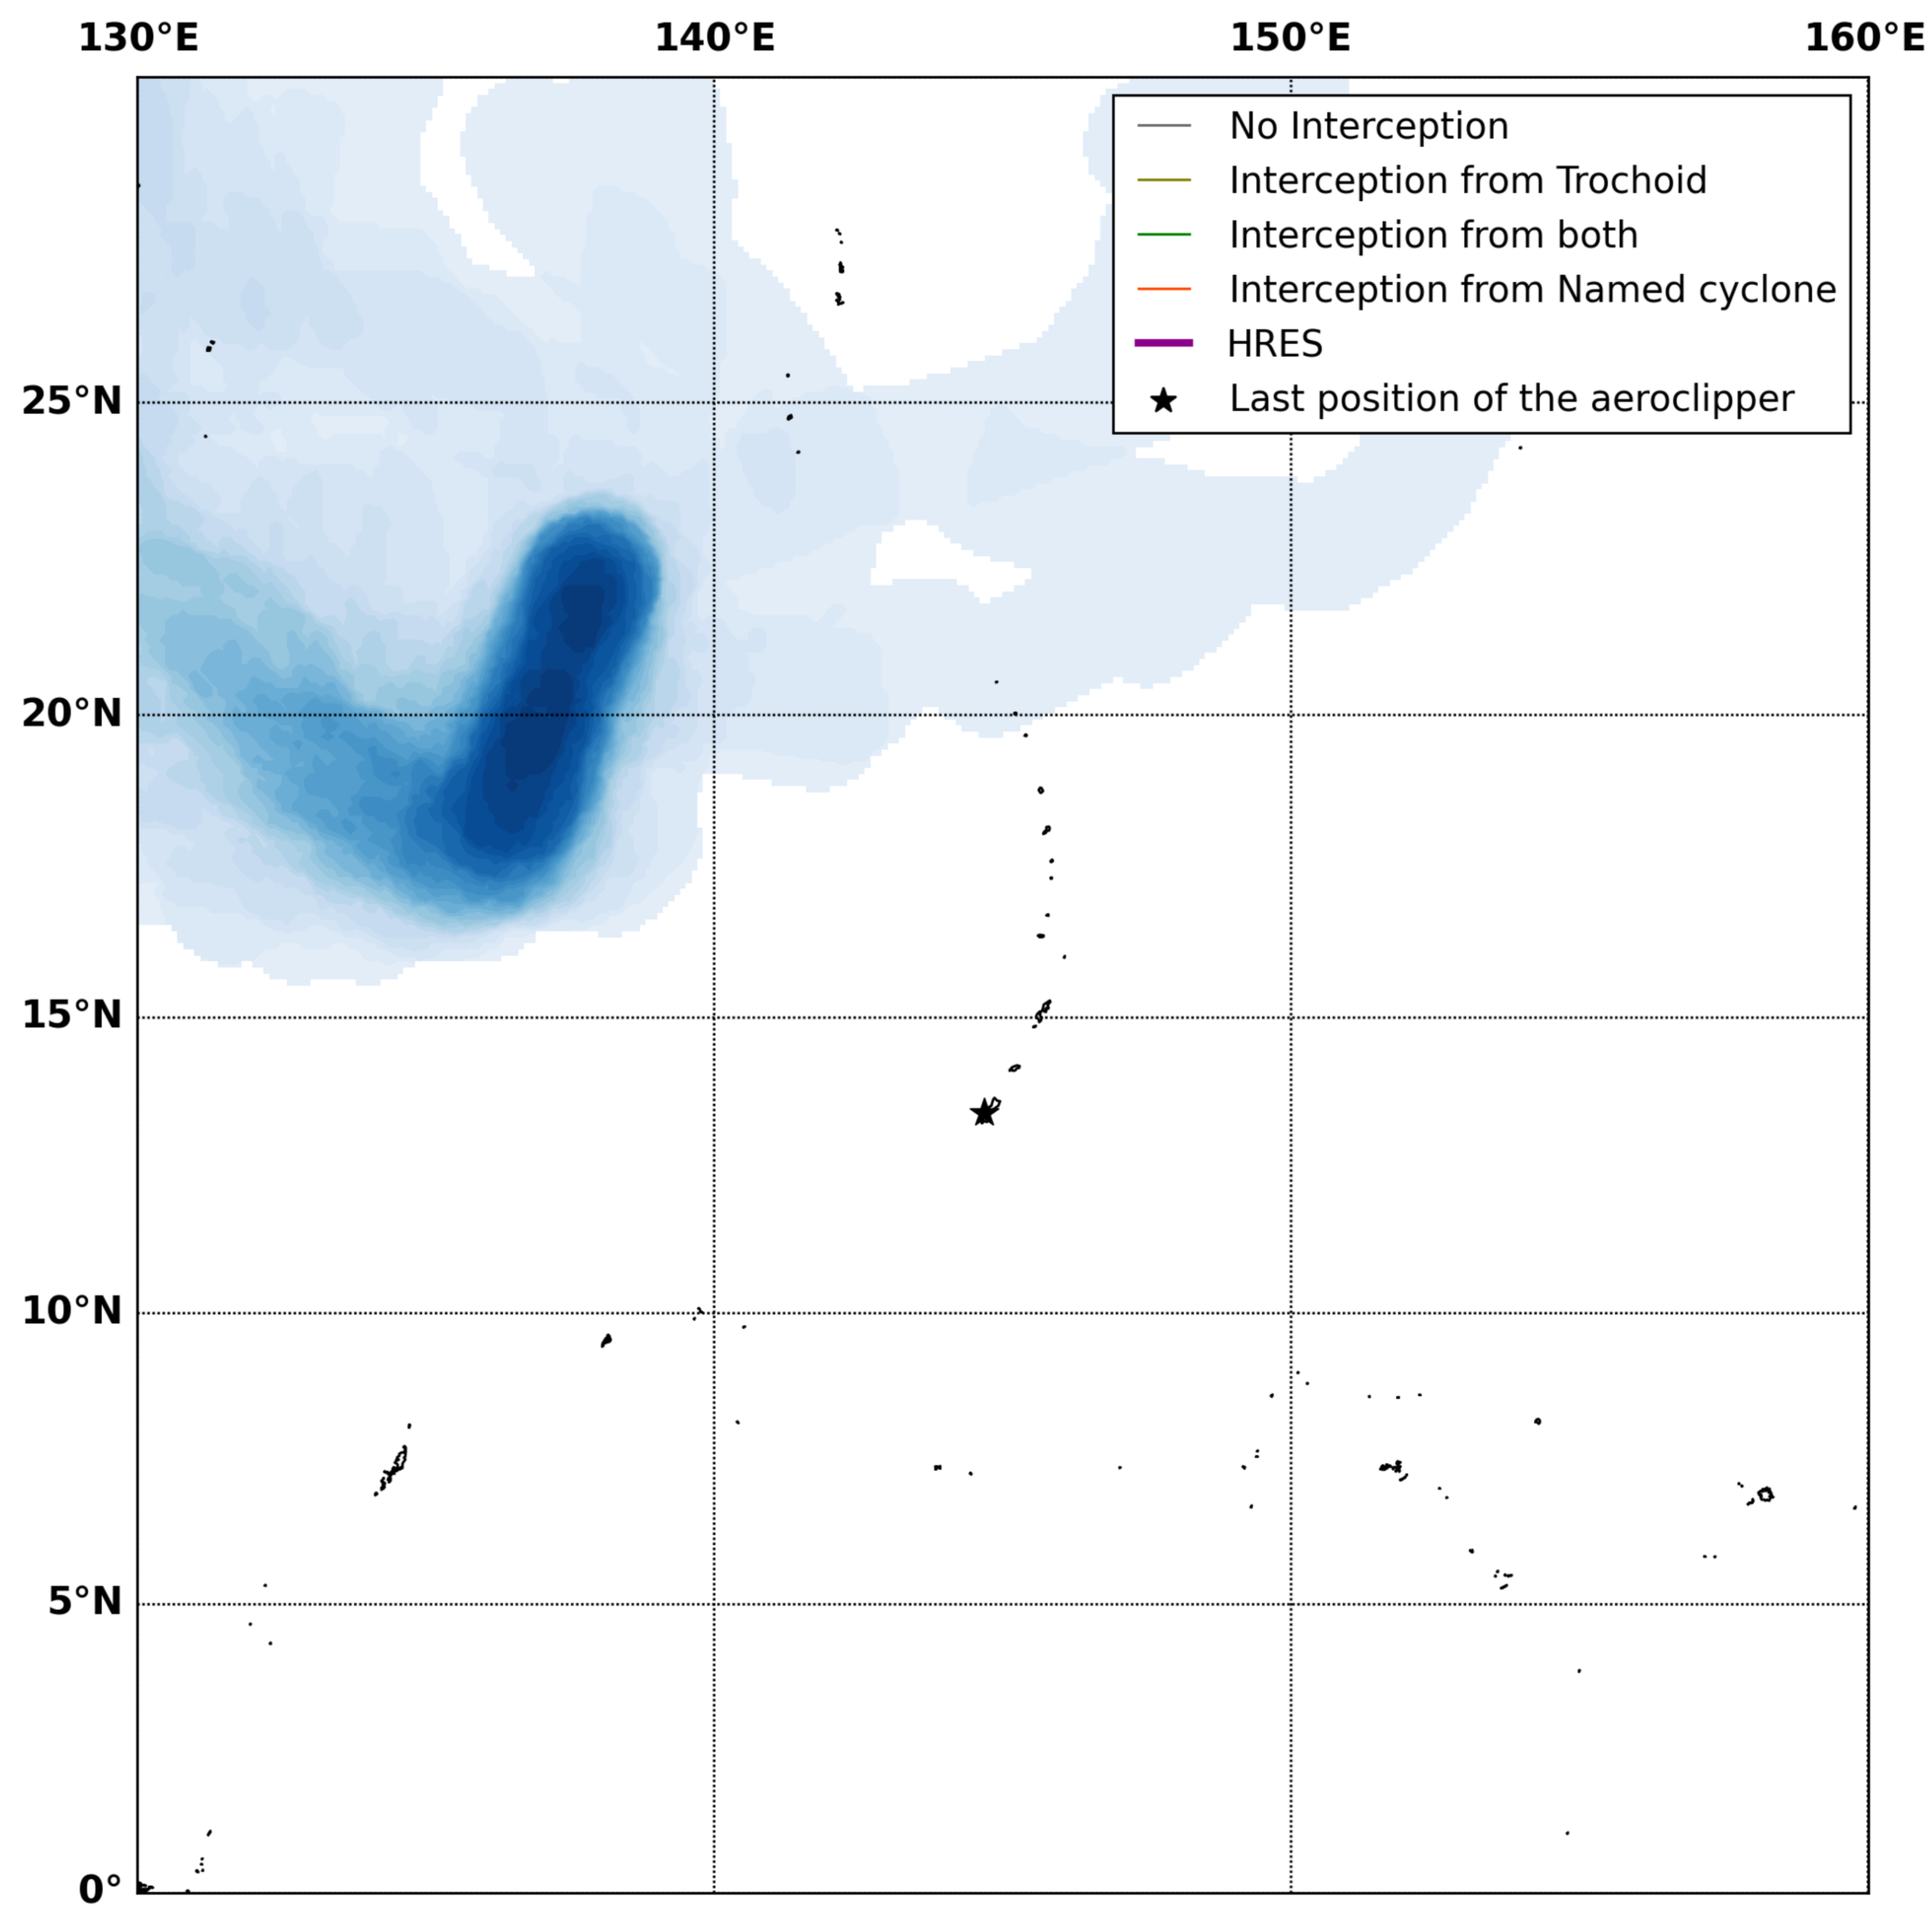 130°E 140°E 150°E 160°E
No Interception
Interception from Trochoid
Interception from both
Interception from Named cyclone
HRES
Last position of the aeroclipper
25°N
20°N
15°N
10°N
5°N
0°